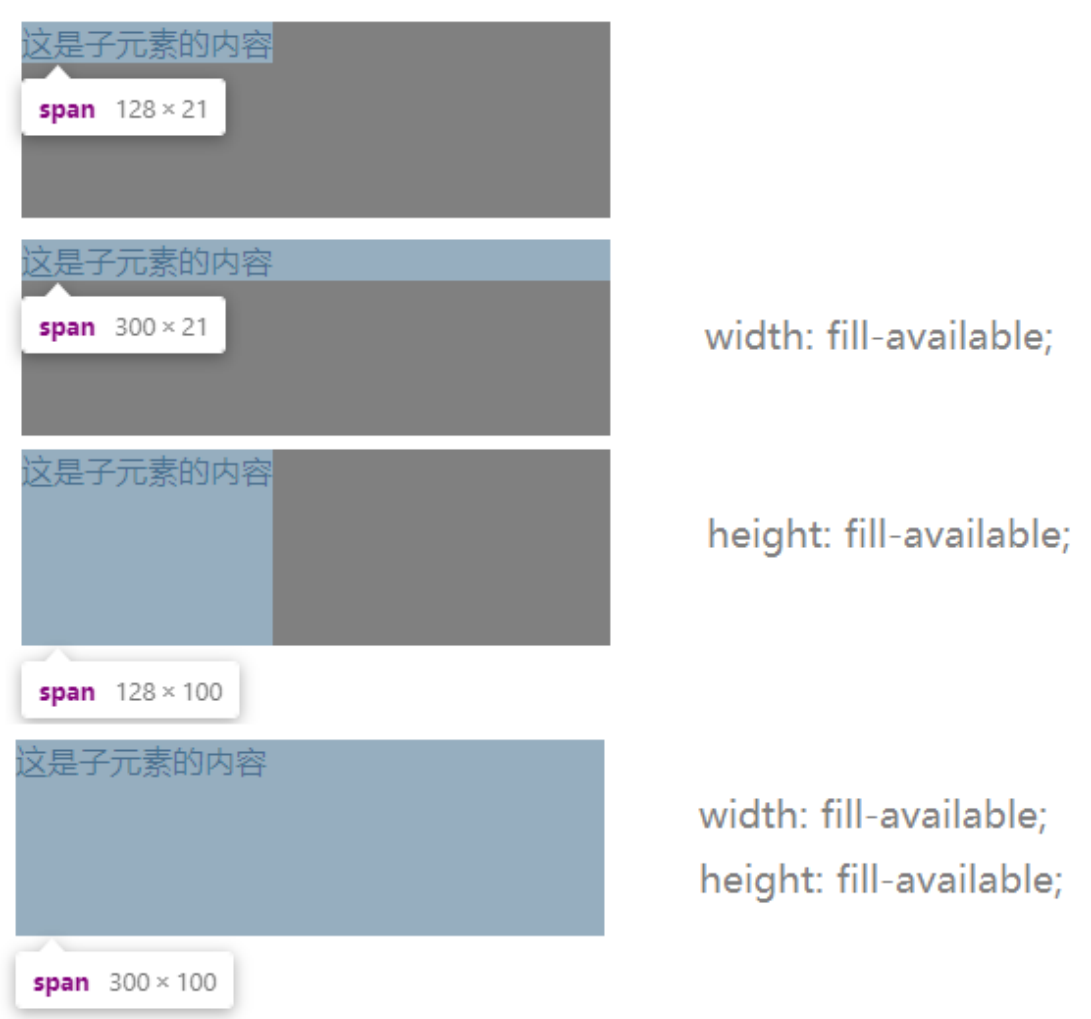 这是子元素的内容
span 128 × 21
这是子元素的内容
span 300 × 21
width: fill-available;
这是子元素的内容
height: fill-available;
span 128 × 100
这是子元素的内容
width: fill-available;
height: fill-available;
span 300 × 100